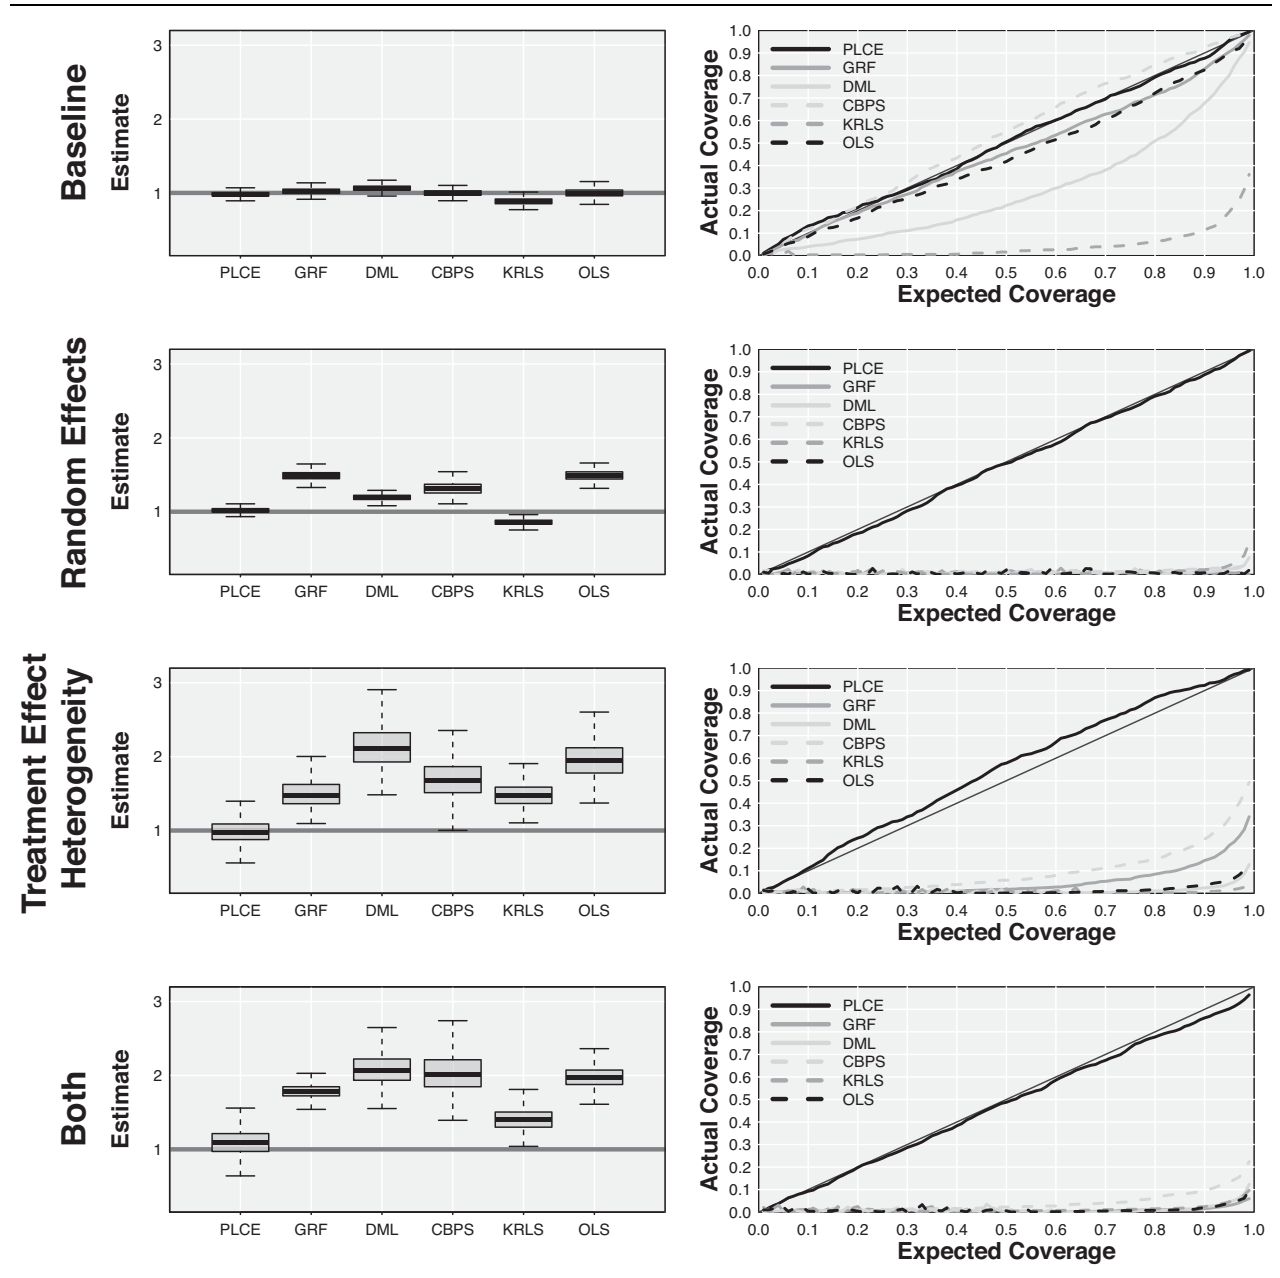 Baseline
Estimate
3
2
1
PLCE GRF DML CBPS KRLS OLS
Actual Coverage
1.0
0.9
0.8
0.7
0.6
0.5
0.4
0.3
0.2
0.1
0.0
PLCE
GRF
DML
CBPS
KRLS
OLS
0.0 0.1 0.2 0.3 0.4 0.5 0.6 0.7 0.8 0.9 1.0
Expected Coverage
Random Effects
Estimate
3
2
1
PLCE GRF DML CBPS KRLS OLS
Actual Coverage
1.0
0.9
0.8
0.7
0.6
0.5
0.4
0.3
0.2
0.1
0.0
PLCE
GRF
DML
CBPS
KRLS
OLS
0.0 0.1 0.2 0.3 0.4 0.5 0.6 0.7 0.8 0.9 1.0
Expected Coverage
Treatment Effect
Heterogeneity
Estimate
3
2
1
PLCE GRF DML CBPS KRLS OLS
Actual Coverage
1.0
0.9
0.8
0.7
0.6
0.5
0.4
0.3
0.2
0.1
0.0
PLCE
GRF
DML
CBPS
KRLS
OLS
0.0 0.1 0.2 0.3 0.4 0.5 0.6 0.7 0.8 0.9 1.0
Expected Coverage
Both
Estimate
3
2
1
PLCE GRF DML CBPS KRLS OLS
Actual Coverage
1.0
0.9
0.8
0.7
0.6
0.5
0.4
0.3
0.2
0.1
0.0
PLCE
GRF
DML
CBPS
KRLS
OLS
0.0 0.1 0.2 0.3 0.4 0.5 0.6 0.7 0.8 0.9 1.0
Expected Coverage